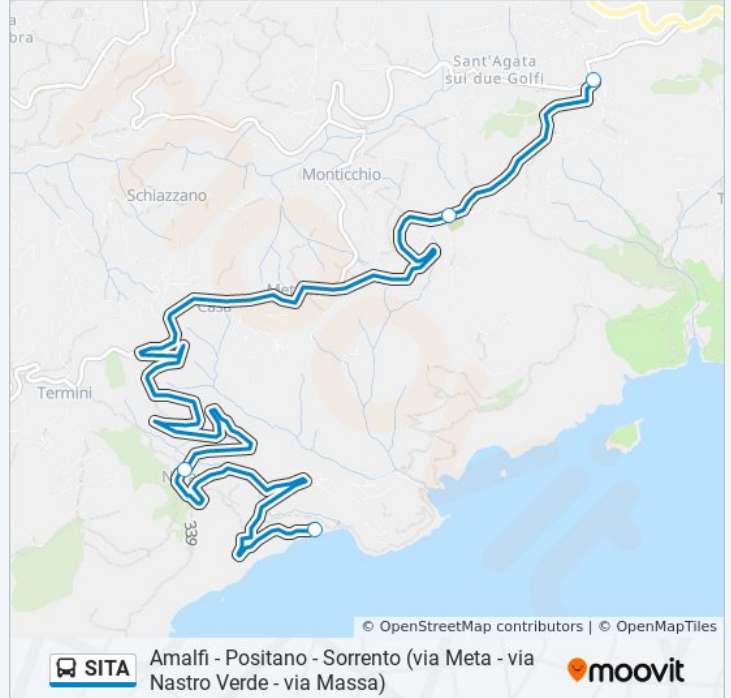 a
bra
Sant'Agata
sui due Golfi
Monticchio
Schiazzano
T
Met
Casa
Termini
339
© OpenStreetMap contributors | © OpenMapTiles
SITA
Amalfi - Positano - Sorrento (via Meta - via
Nastro Verde - via Massa)
moovit